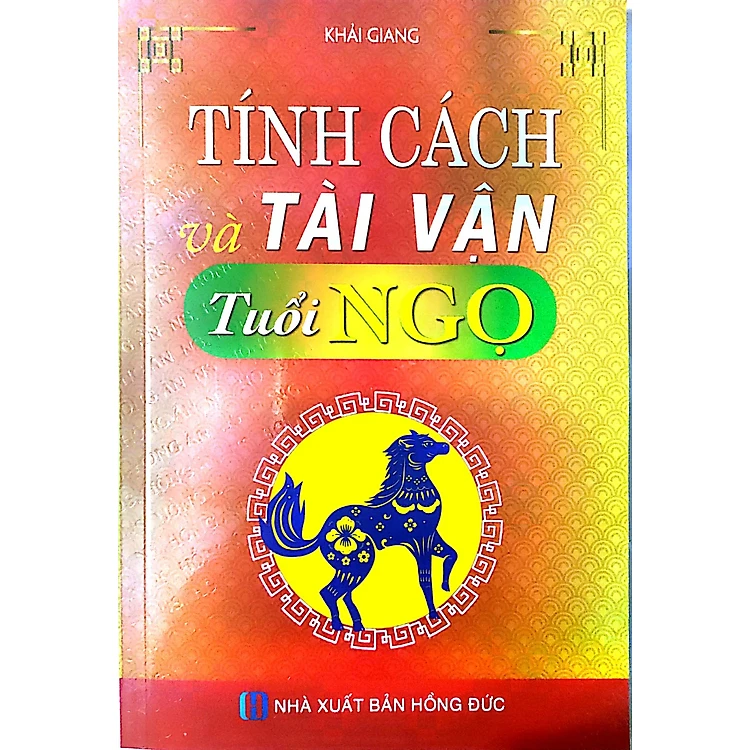 KHẢI GIANG
TÍNH CÁCH
và TÀI VẬN
Tuổi NGỌ
NHÀ XUẤT BẢN HỒNG ĐỨC